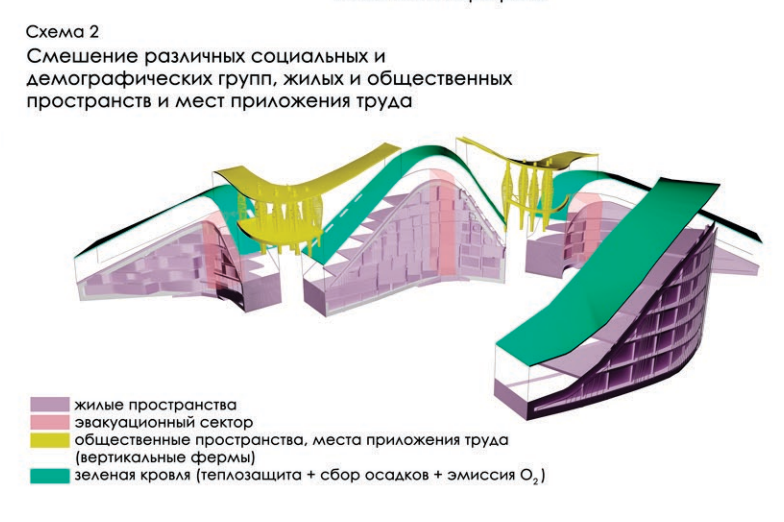 Схема 2
Смешение различных социальных и
демографических групп, жилых и общественных
пространств и мест приложения труда
жилые пространства
эвакуационный сектор
общественные пространства, места приложения труда
(вертикальные фермы)
зеленая кровля (теплозащита + сбор осадков + эмиссия O₂)